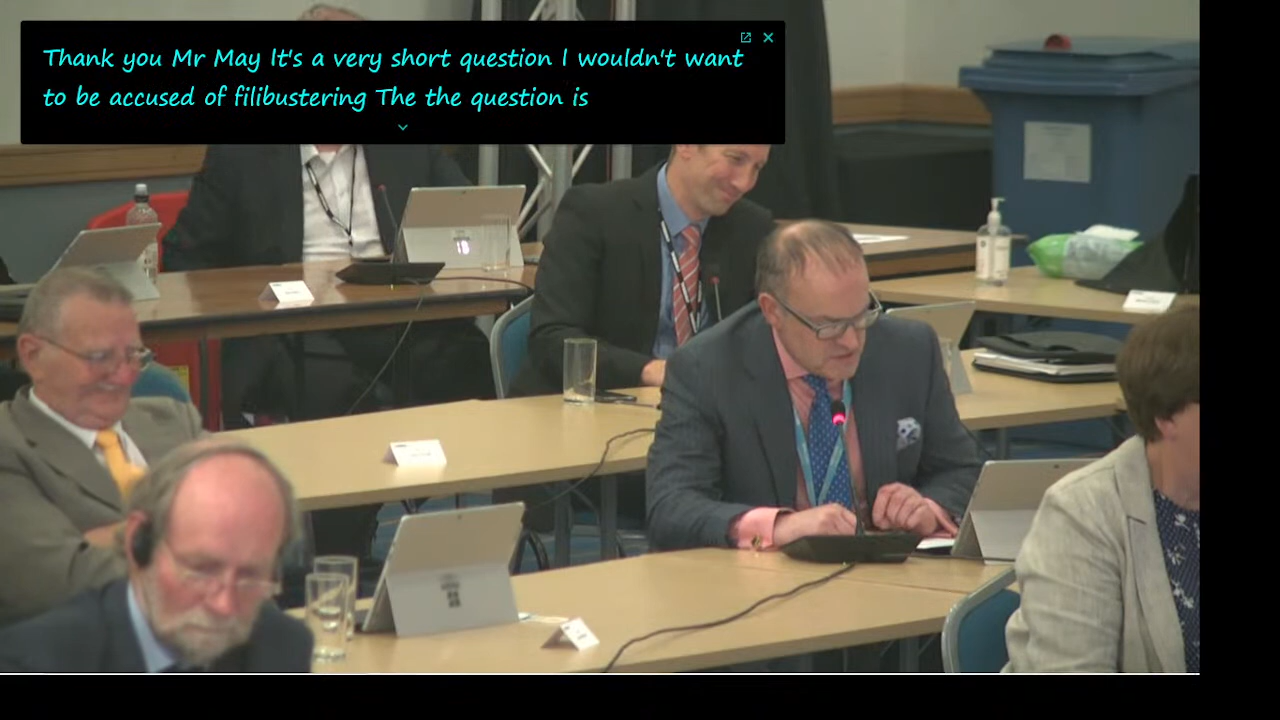 Thank you Mr May It's a very short question I wouldn't want
to be accused of filibustering The the question is